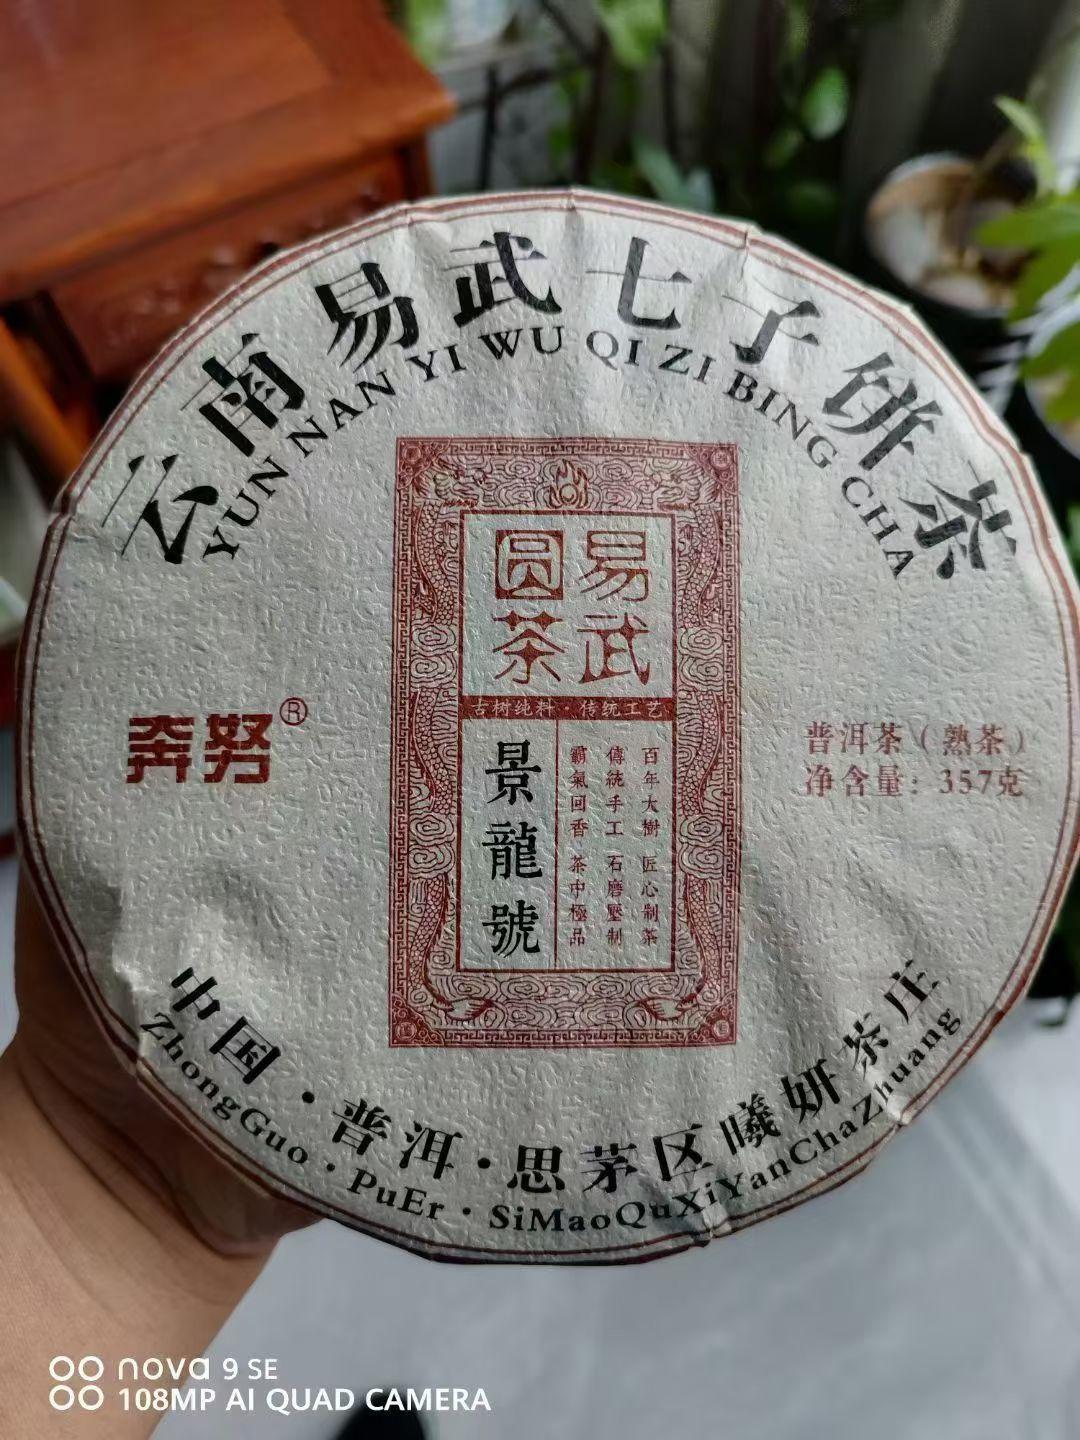 云南易武七子饼茶
YUN NAN YI WU QI ZI BING CHA
易武
圆茶
古树纯料·传统工艺
百年大樹 匠心制茶
傳統手工 石磨壓制
霸氣回香 茶中極品
景龍號
奔努®
普洱茶（熟茶）
净含量：357克
中国·普洱·思茅区曦妍茶庄
ZhongGuo·PuEr·SiMaoQuXiYanChaZhuang
nova 9 SE
108MP AI QUAD CAMERA